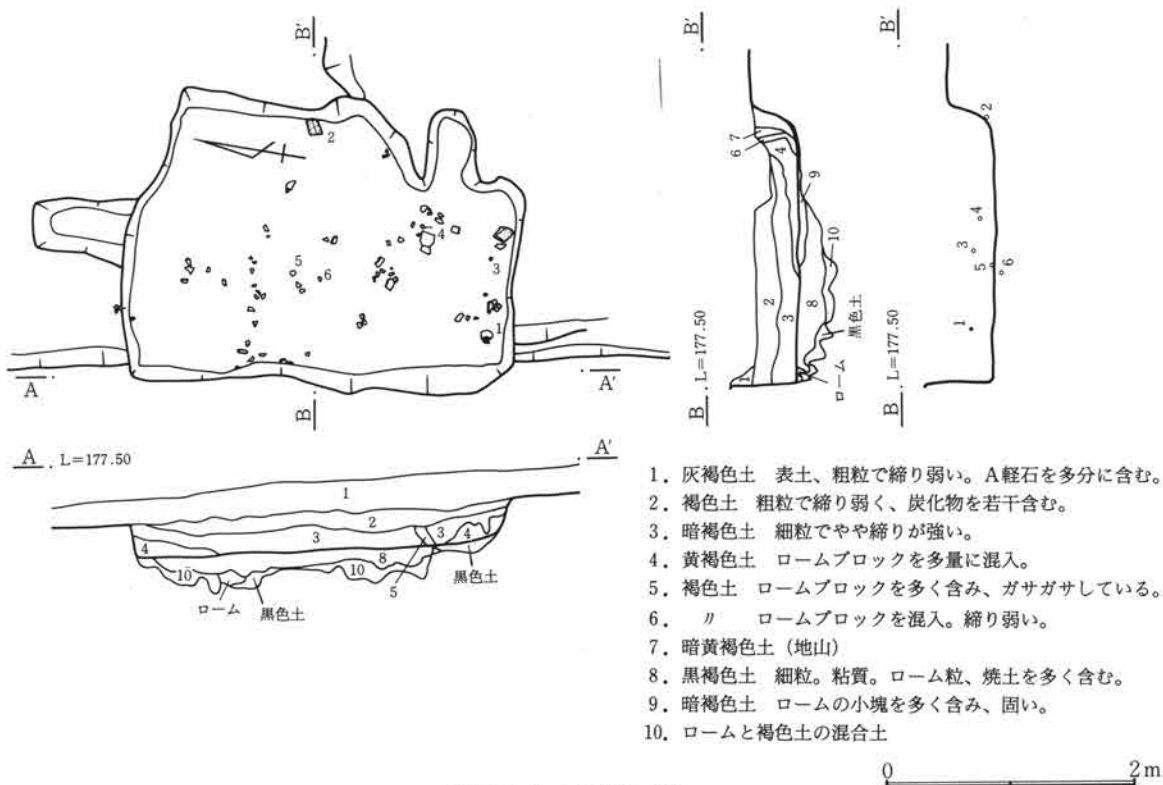 B'
2
4
5
6
3
1
A
A'
B
A . L=177.50
A'
1
2
3
3
4
4
8
10
10
5
ローム
黒色土
黒色土
B'
7
6
4
9
10
2
3
8
黒色土
1
ローム
B . L=177.50
B'
2
4
3
5
6
1
B . L=177.50
1. 灰褐色土 表土、粗粒で締り弱い。A軽石を多分に含む。
2. 褐色土 粗粒で締り弱く、炭化物を若干含む。
3. 暗褐色土 細粒でやや締りが強い。
4. 黄褐色土 ロームブロックを多量に混入。
5. 褐色土 ロームブロックを多く含み、ガサガサしている。
6. 〃 ロームブロックを混入。締り弱い。
7. 暗黄褐色土(地山)
8. 黒褐色土 細粒。粘質。ローム粒、焼土を多く含む。
9. 暗褐色土 ロームの小塊を多く含み、固い。
10. ロームと褐色土の混合土
0 2m